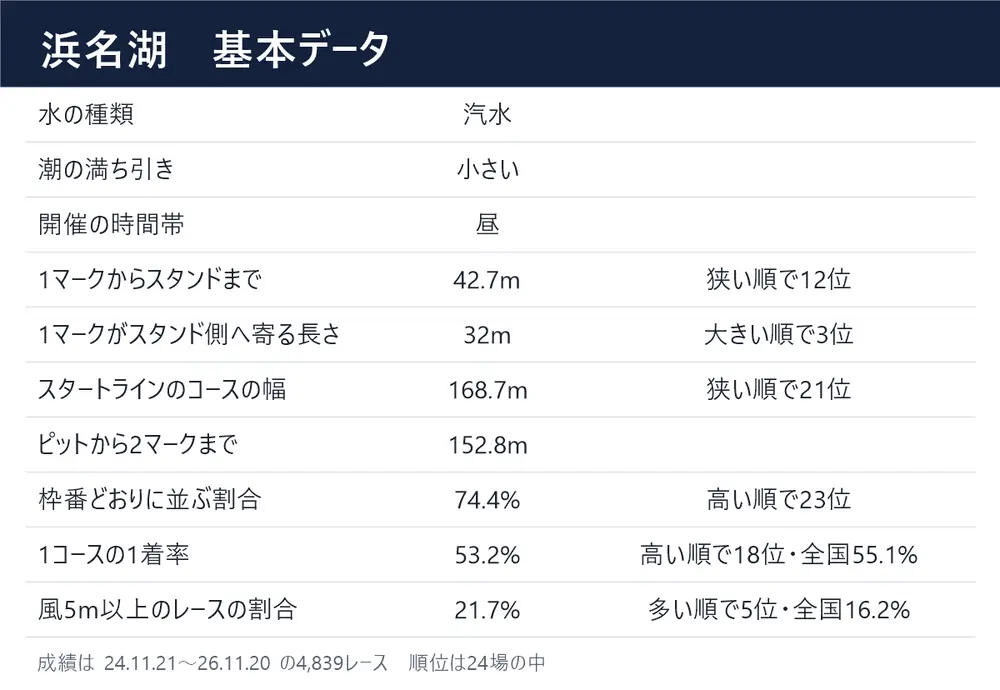 浜名湖　基本データ
水の種類　汽水
潮の満ち引き　小さい
開催の時間帯　昼
1マークからスタンドまで　42.7m　狭い順で12位
1マークがスタンド側へ寄る長さ　32m　大きい順で3位
スタートラインのコースの幅　168.7m　狭い順で21位
ピットから2マークまで　152.8m
枠番どおりに並ぶ割合　74.4%　高い順で23位
1コースの1着率　53.2%　高い順で18位・全国55.1%
風5m以上のレースの割合　21.7%　多い順で5位・全国16.2%
成績は 24.11.21～26.11.20 の4,839レース　順位は24場の中